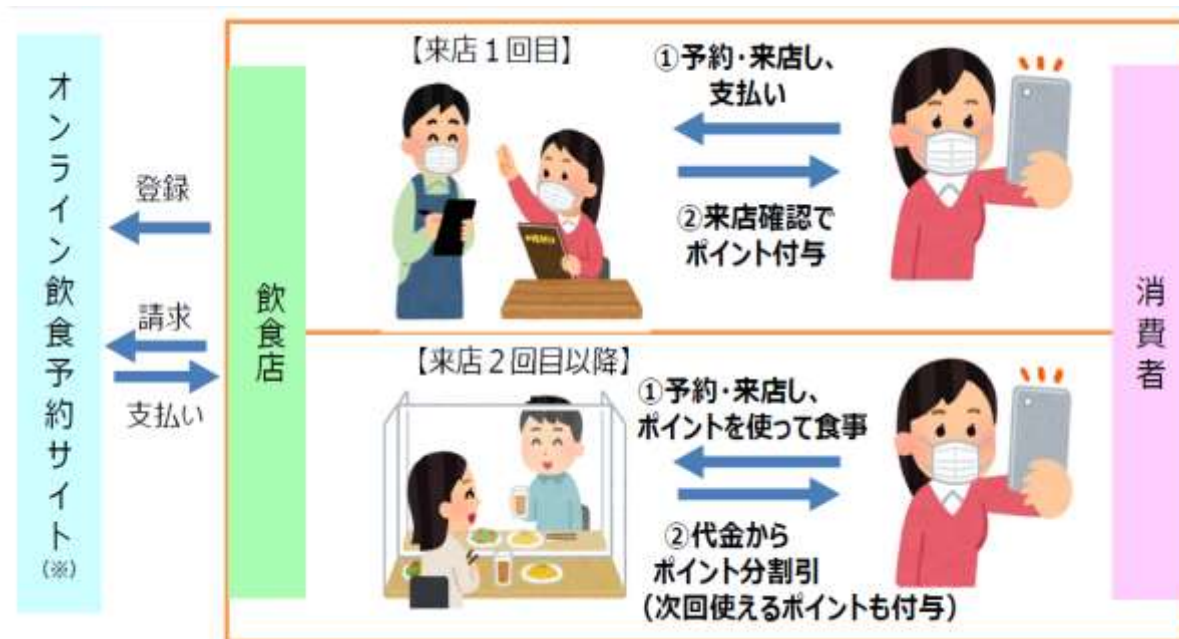 オンライン飲食予約サイト
(※)
登録
請求
支払い
飲食店
【来店1回目】
①予約・来店し、
支払い
②来店確認で
ポイント付与
MENU
【来店2回目以降】
①予約・来店し、
ポイントを使って食事
②代金から
ポイント分割引
(次回使えるポイントも付与)
消費者